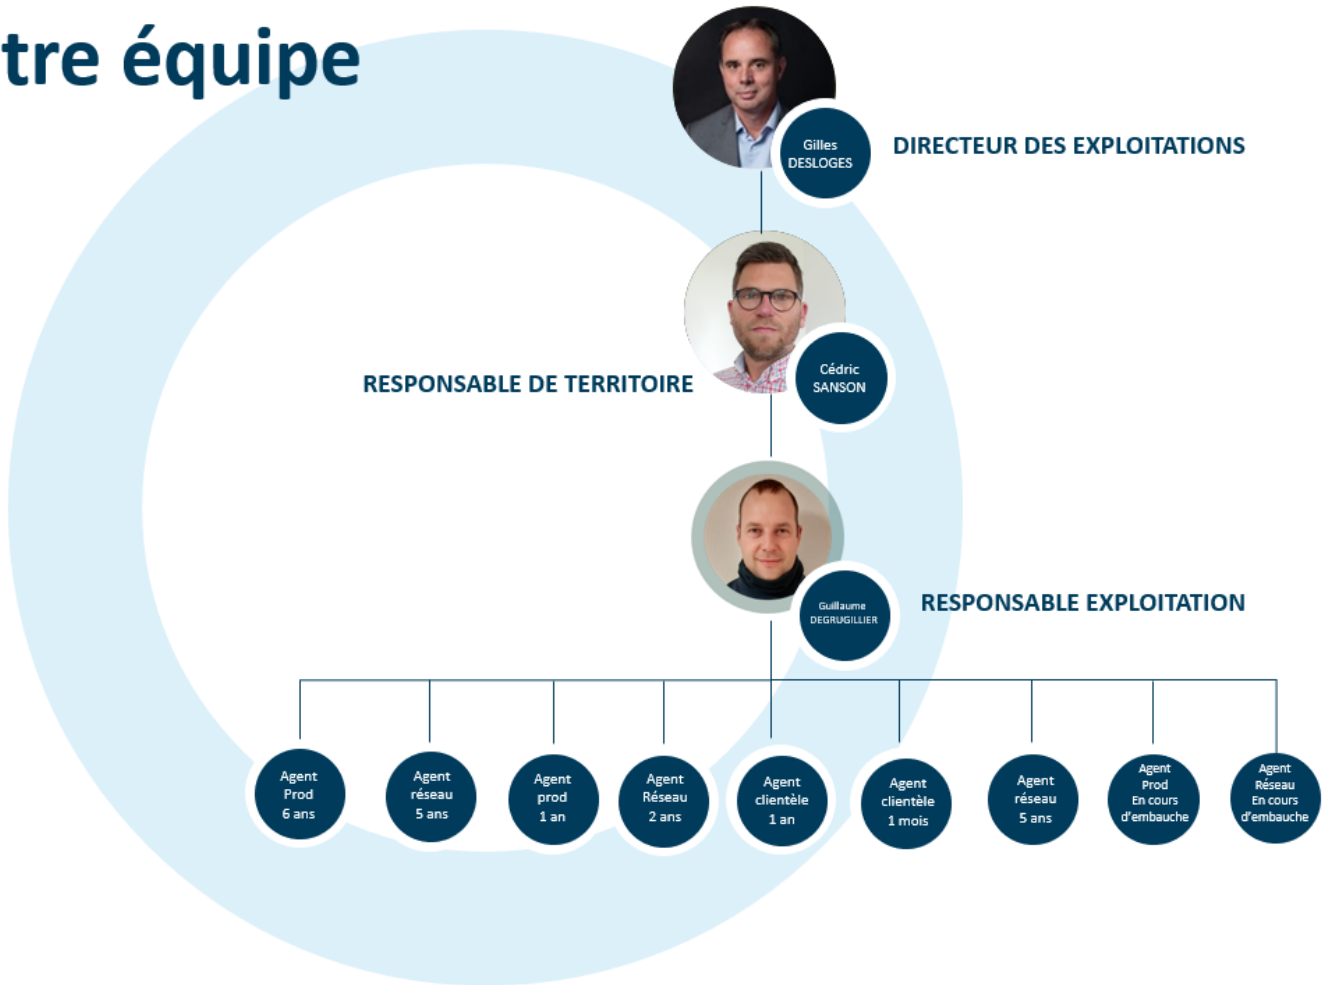 tre équipe
Gilles
DESLOGES
DIRECTEUR DES EXPLOITATIONS
Cédric
SANSON
RESPONSABLE DE TERRITOIRE
Guillaume
DEGRUGILLIER
RESPONSABLE EXPLOITATION
Agent
Prod
6 ans
Agent
réseau
5 ans
Agent
prod
1 an
Agent
Réseau
2 ans
Agent
clientèle
1 an
Agent
clientèle
1 mois
Agent
réseau
5 ans
Agent
Prod
En cours
d'embauche
Agent
Réseau
En cours
d'embauche